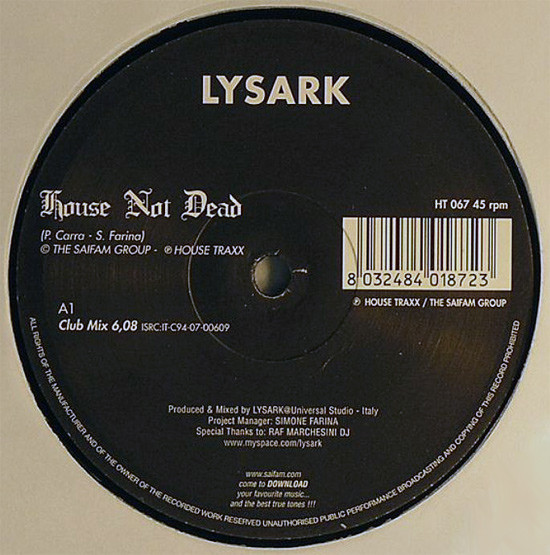 LYSARK
House Not Dead
(P. Carra - S. Farina)
© THE SAIFAM GROUP - ℗ HOUSE TRAXX
HT 067 45 rpm
8 032484 018723
℗ HOUSE TRAXX / THE SAIFAM GROUP
A1
Club Mix 6,08 ISRC:IT-C94-07-00609
Produced & Mixed by LYSARK@Universal Studio - Italy
Project Manager: SIMONE FARINA
Special Thanks to: RAF MARCHESINI DJ
www.myspace.com/lysark
www.saifam.com
come to DOWNLOAD
your favourite music...
and the best true tones !!!
ALL RIGHTS OF THE MANUFACTURER AND OF THE OWNER OF THE RECORDED WORK RESERVED UNAUTHORISED PUBLIC PERFORMANCE BROADCASTING AND COPYING OF THIS RECORD PROHIBITED